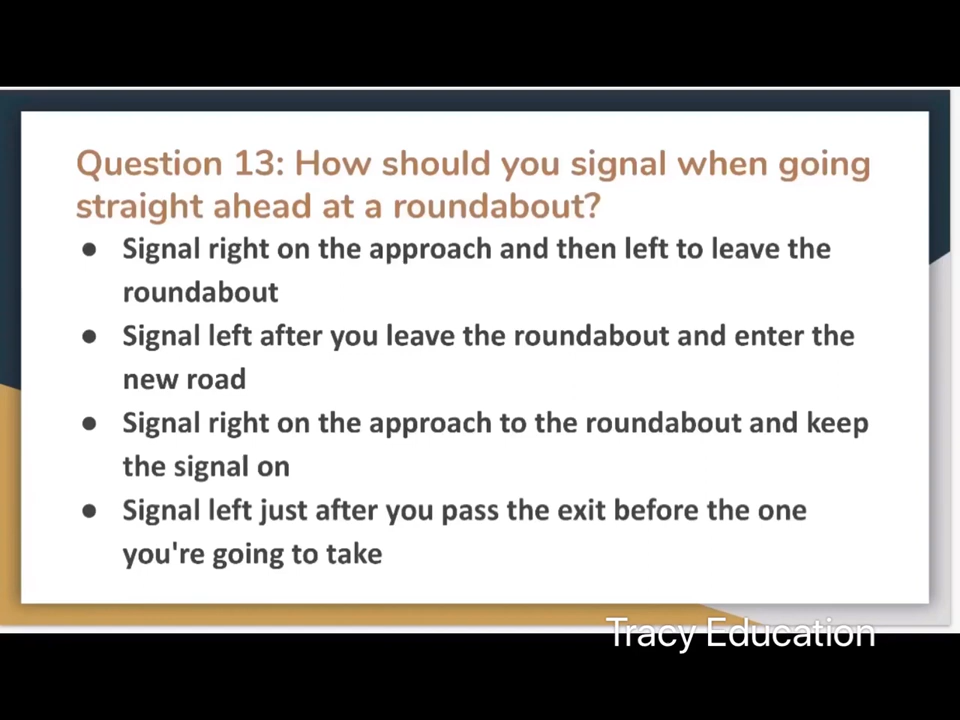 Question 13: How should you signal when going
straight ahead at a roundabout?
● Signal right on the approach and then left to leave the
roundabout
● Signal left after you leave the roundabout and enter the
new road
● Signal right on the approach to the roundabout and keep
the signal on
● Signal left just after you pass the exit before the one
you're going to take
Tracy Education